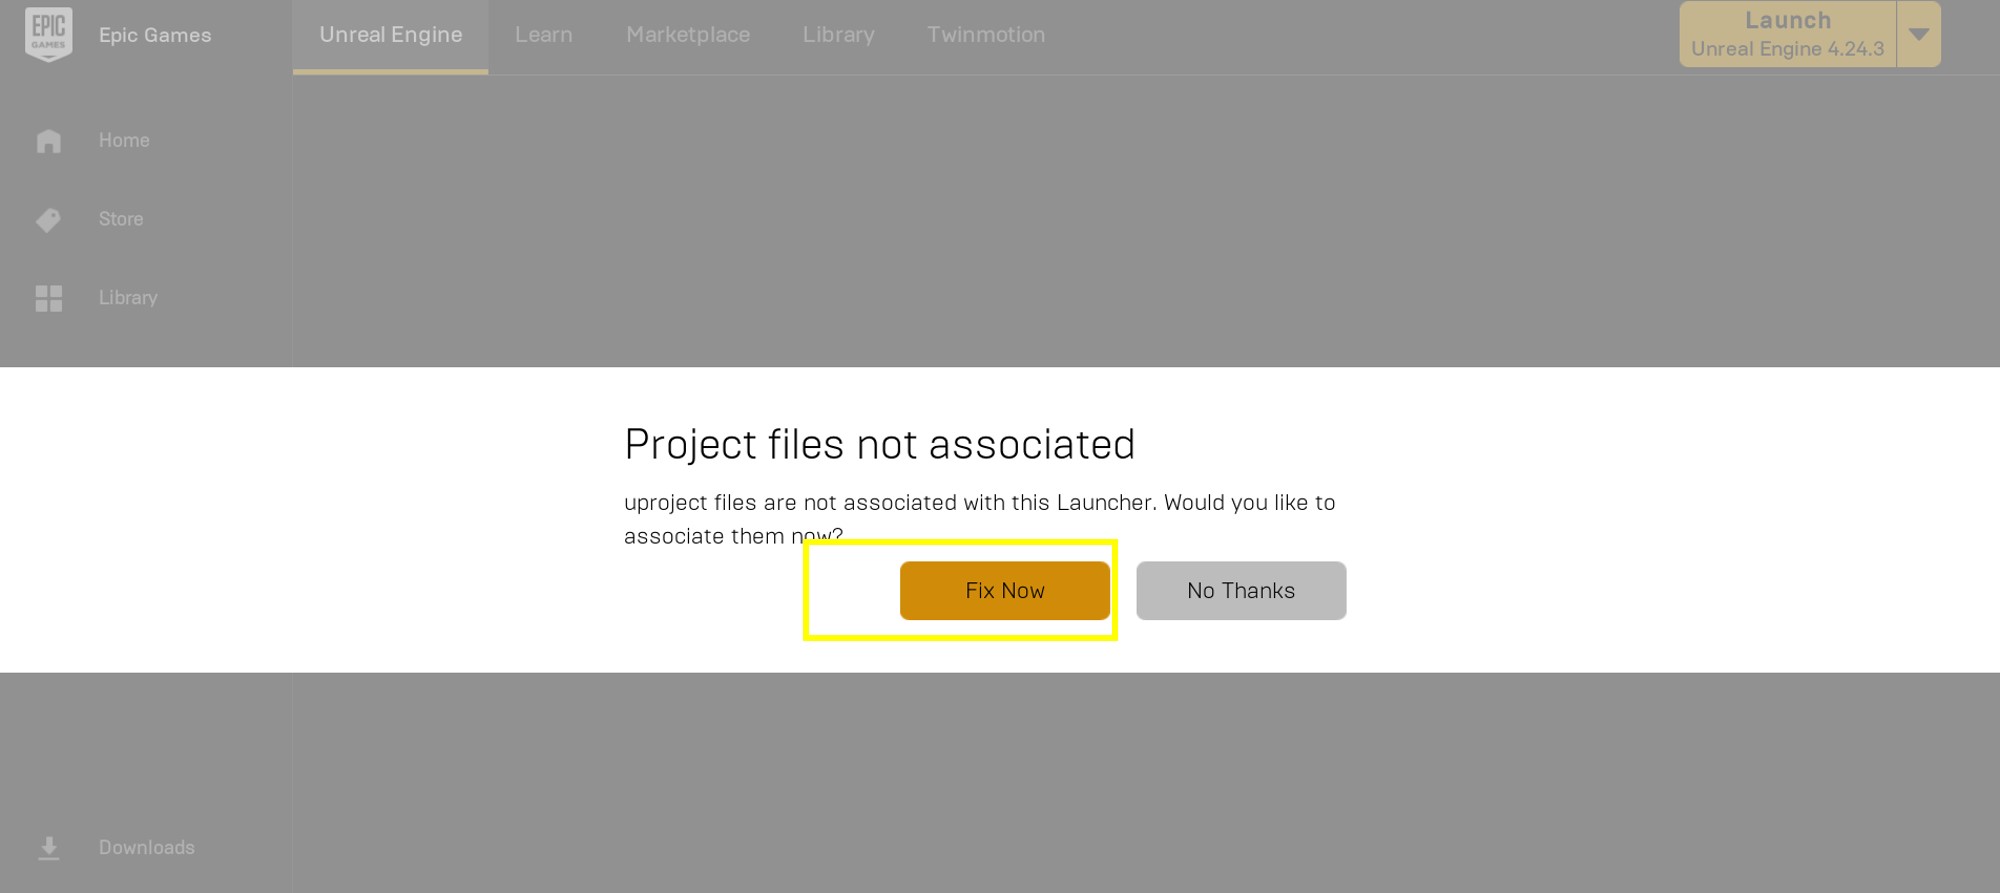 EPIC
GAMES
Epic Games
Unreal Engine
Learn
Marketplace
Library
Twinmotion
Launch
Unreal Engine 4.24.3
Home
Store
Library
Project files not associated
uproject files are not associated with this Launcher. Would you like to
associate them now?
Fix Now
No Thanks
Downloads